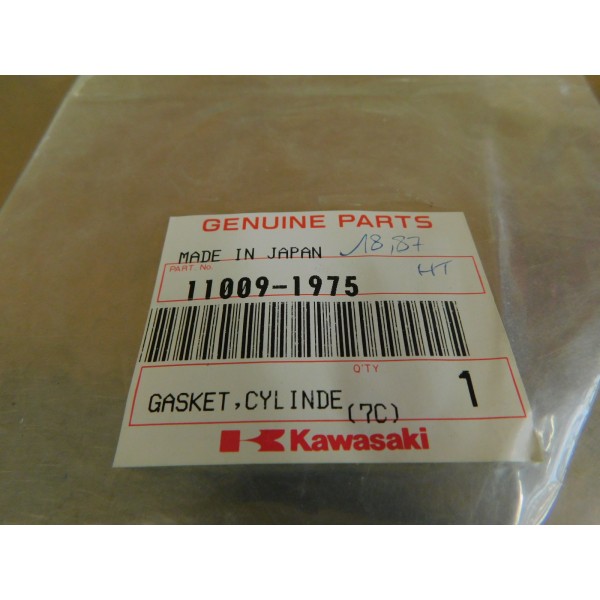 GENUINE PARTS
MADE IN JAPAN 18,87
PART. No. HT
11009-1975
Q'TY
GASKET,CYLINDE (7C) 1
Kawasaki